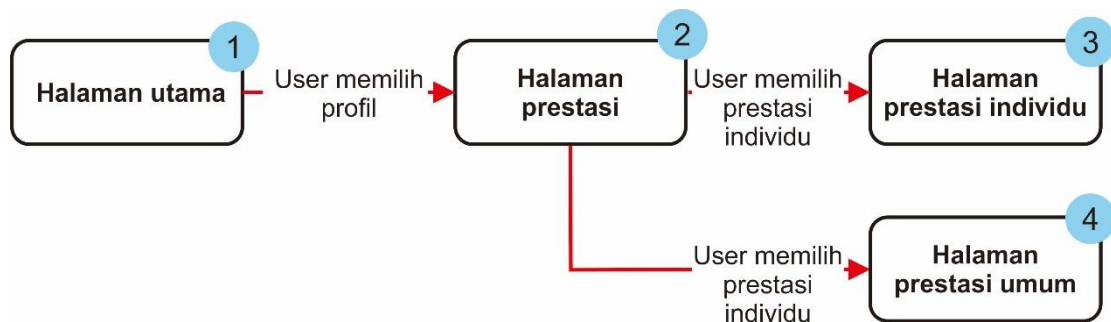 1
Halaman utama
User memilih
profil
2
Halaman
prestasi
User memilih
prestasi
individu
3
Halaman
prestasi individu
User memilih
prestasi
individu
4
Halaman
prestasi umum